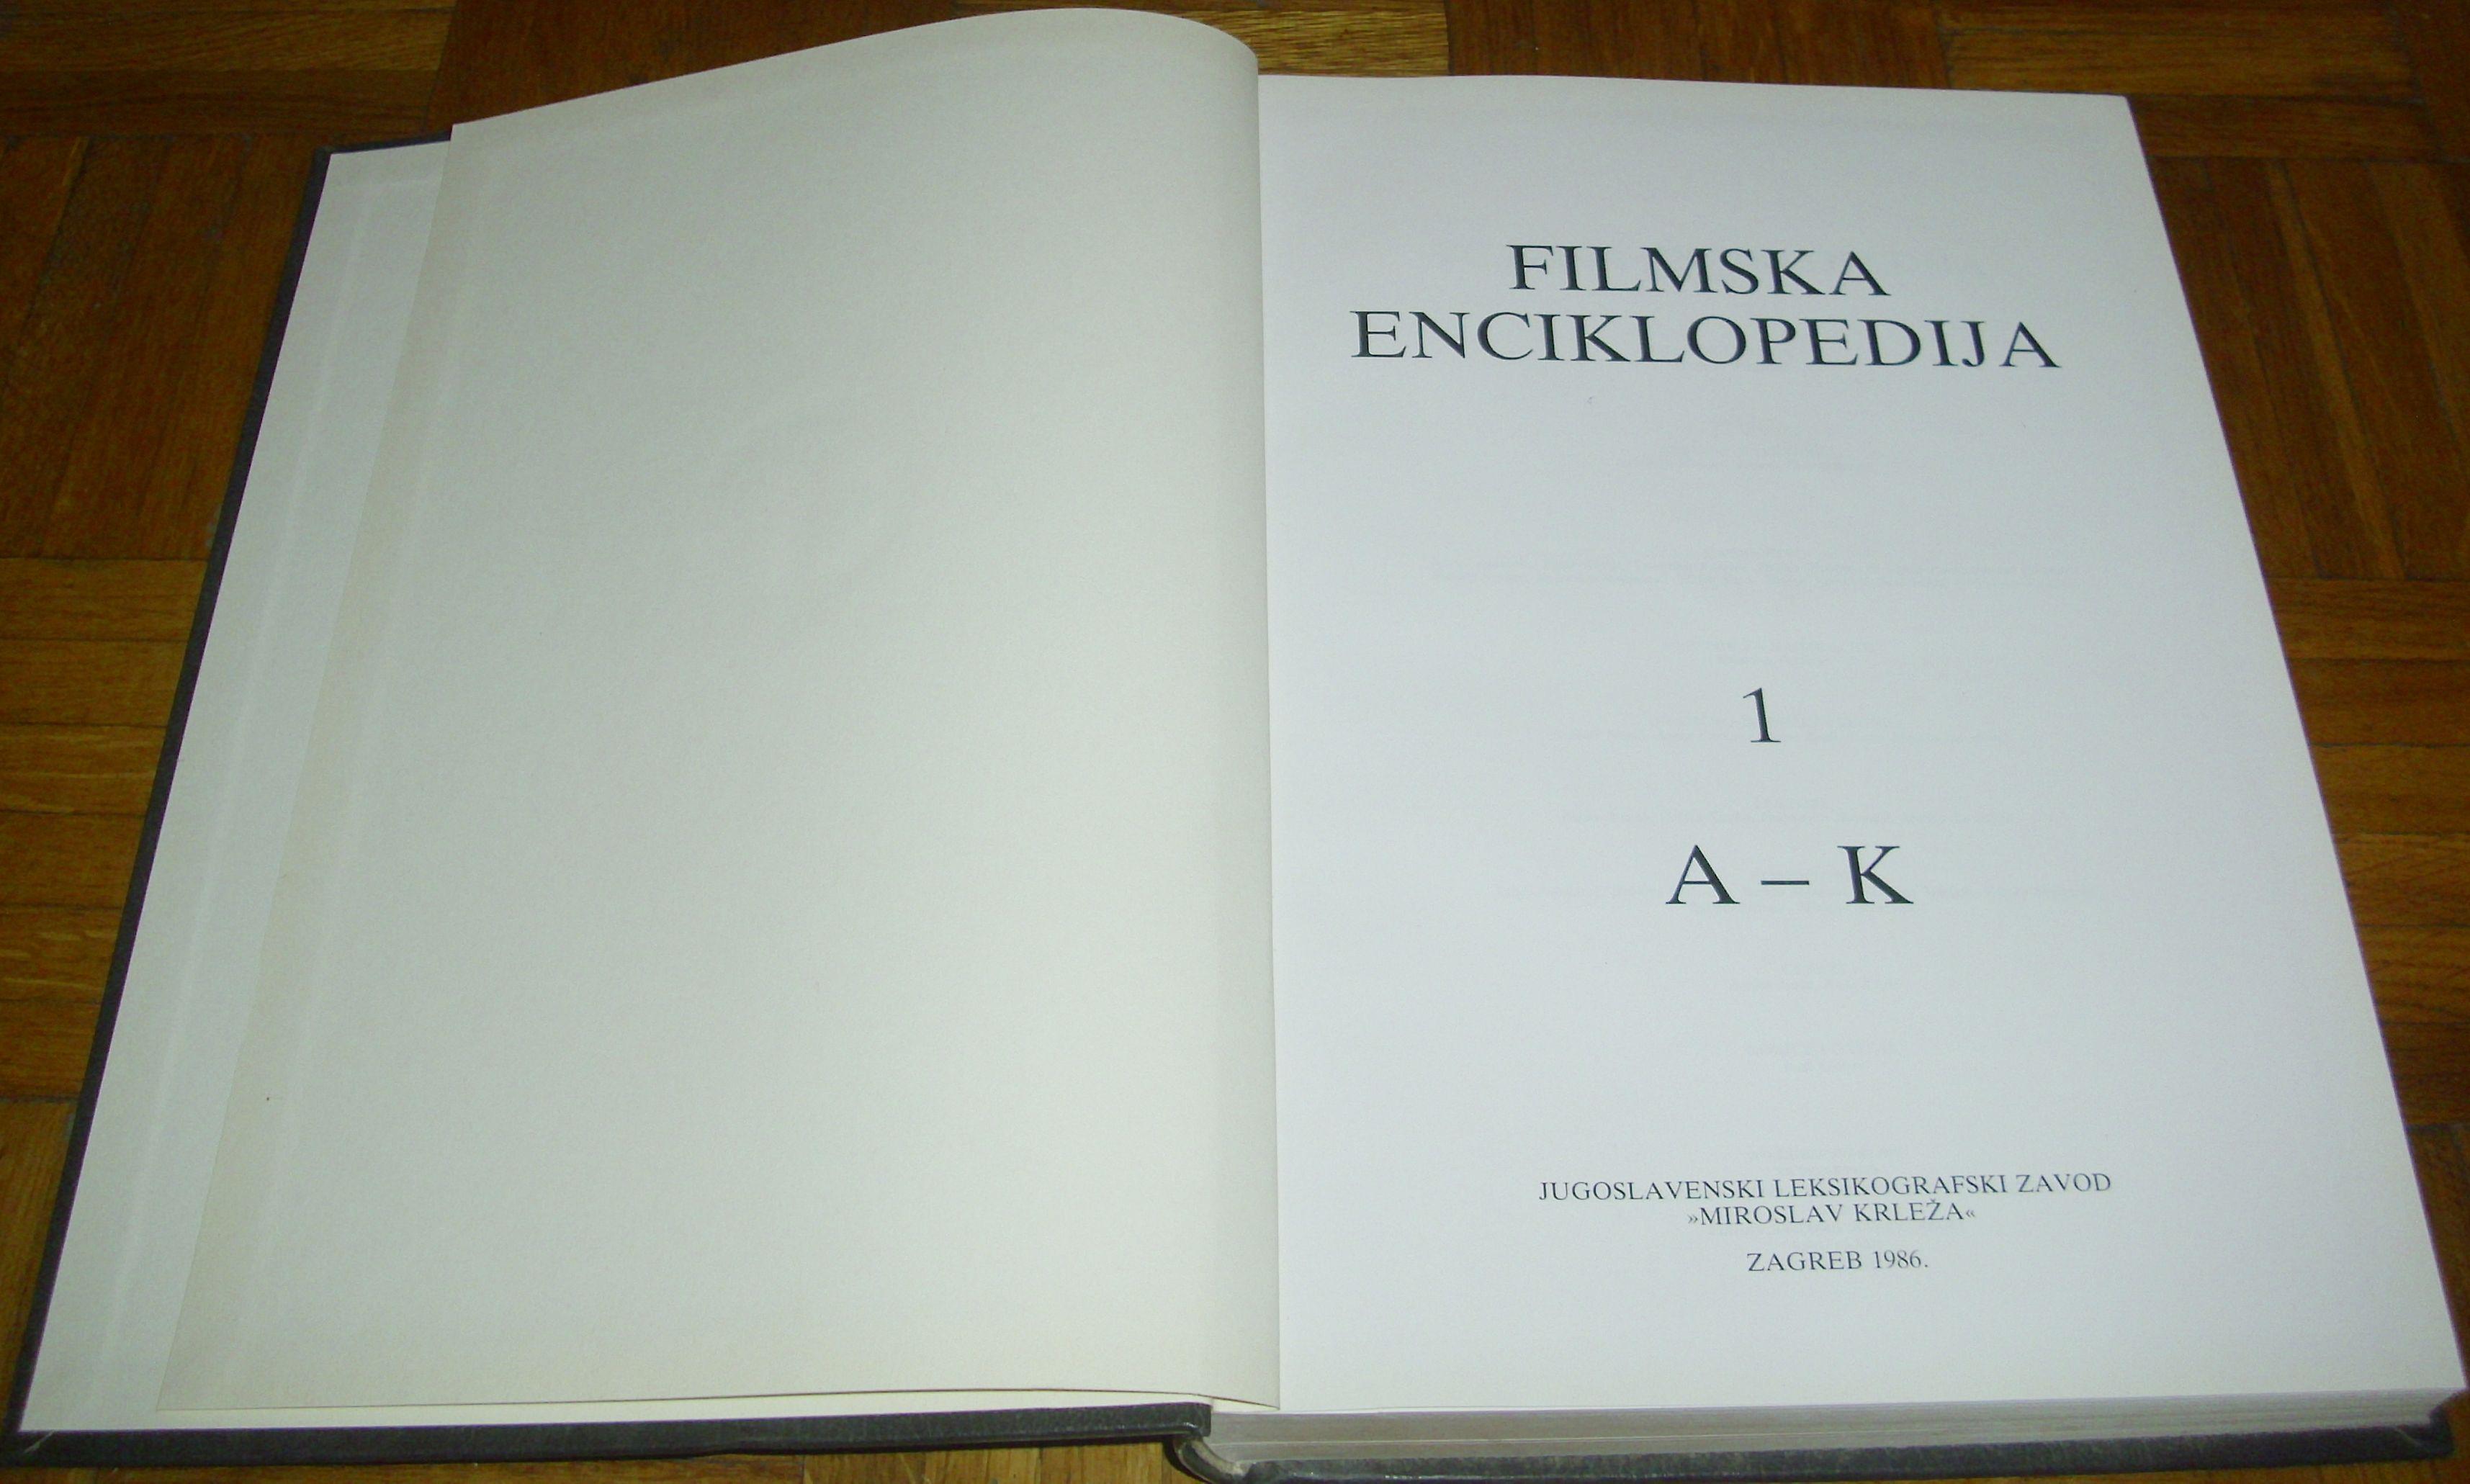 FILMSKA
ENCIKLOPEDIJA
1
A – K
JUGOSLAVENSKI LEKSIKOGRAFSKI ZAVOD
»MIROSLAV KRLEŽA«
ZAGREB 1986.